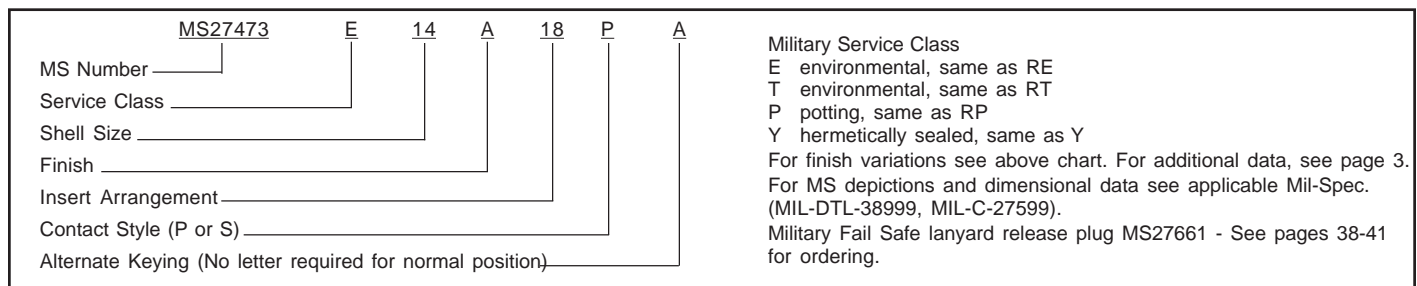 MS27473 E 14 A 18 P A
MS Number
Service Class
Shell Size
Finish
Insert Arrangement
Contact Style (P or S)
Alternate Keying (No letter required for normal position)
Military Service Class
E environmental, same as RE
T environmental, same as RT
P potting, same as RP
Y hermetically sealed, same as Y
For finish variations see above chart. For additional data, see page 3.
For MS depictions and dimensional data see applicable Mil-Spec.
(MIL-DTL-38999, MIL-C-27599).
Military Fail Safe lanyard release plug MS27661 - See pages 38-41
for ordering.